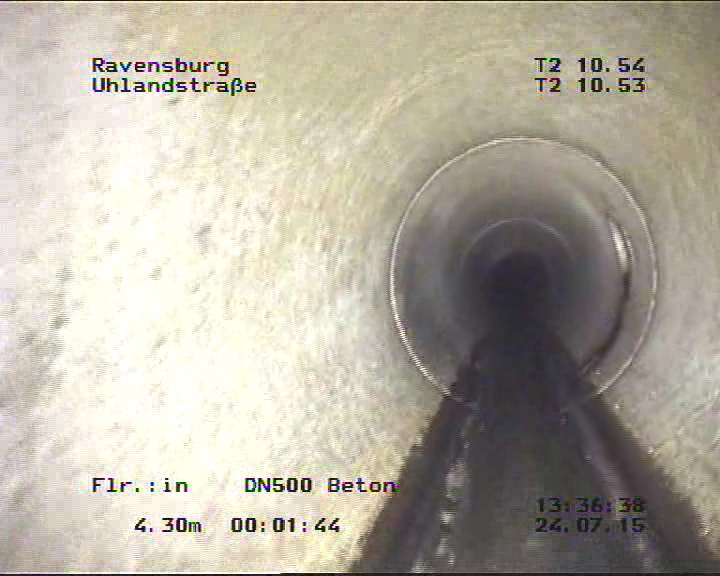 Ravensburg
Uhlandstraße
T2 10.54
T2 10.53
Flr.:in DN500 Beton
4.30m 00:01:44
13:36:38
24.07.15